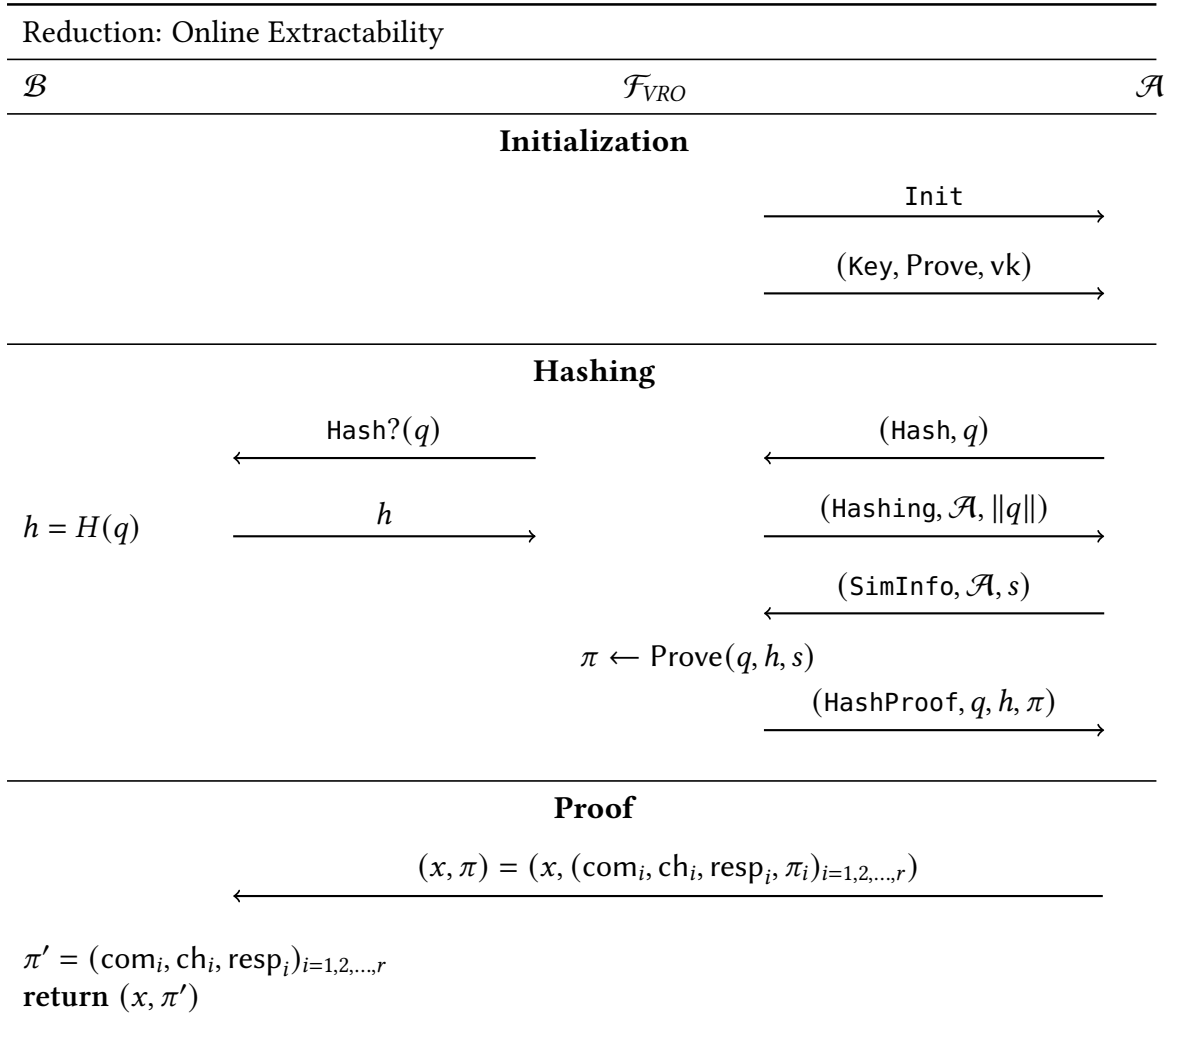 Reduction: Online Extractability
ℬ ℱ_VRO 𝒜
Initialization
Init
(Key, Prove, vk)
Hashing
Hash?(q) (Hash, q)
h = H(q) h (Hashing, 𝒜, ‖q‖)
(SimInfo, 𝒜, s)
π ← Prove(q, h, s)
(HashProof, q, h, π)
Proof
(x, π) = (x, (com_i, ch_i, resp_i, π_i)_{i=1,2,...,r})
π′ = (com_i, ch_i, resp_i)_{i=1,2,...,r}
return (x, π′)